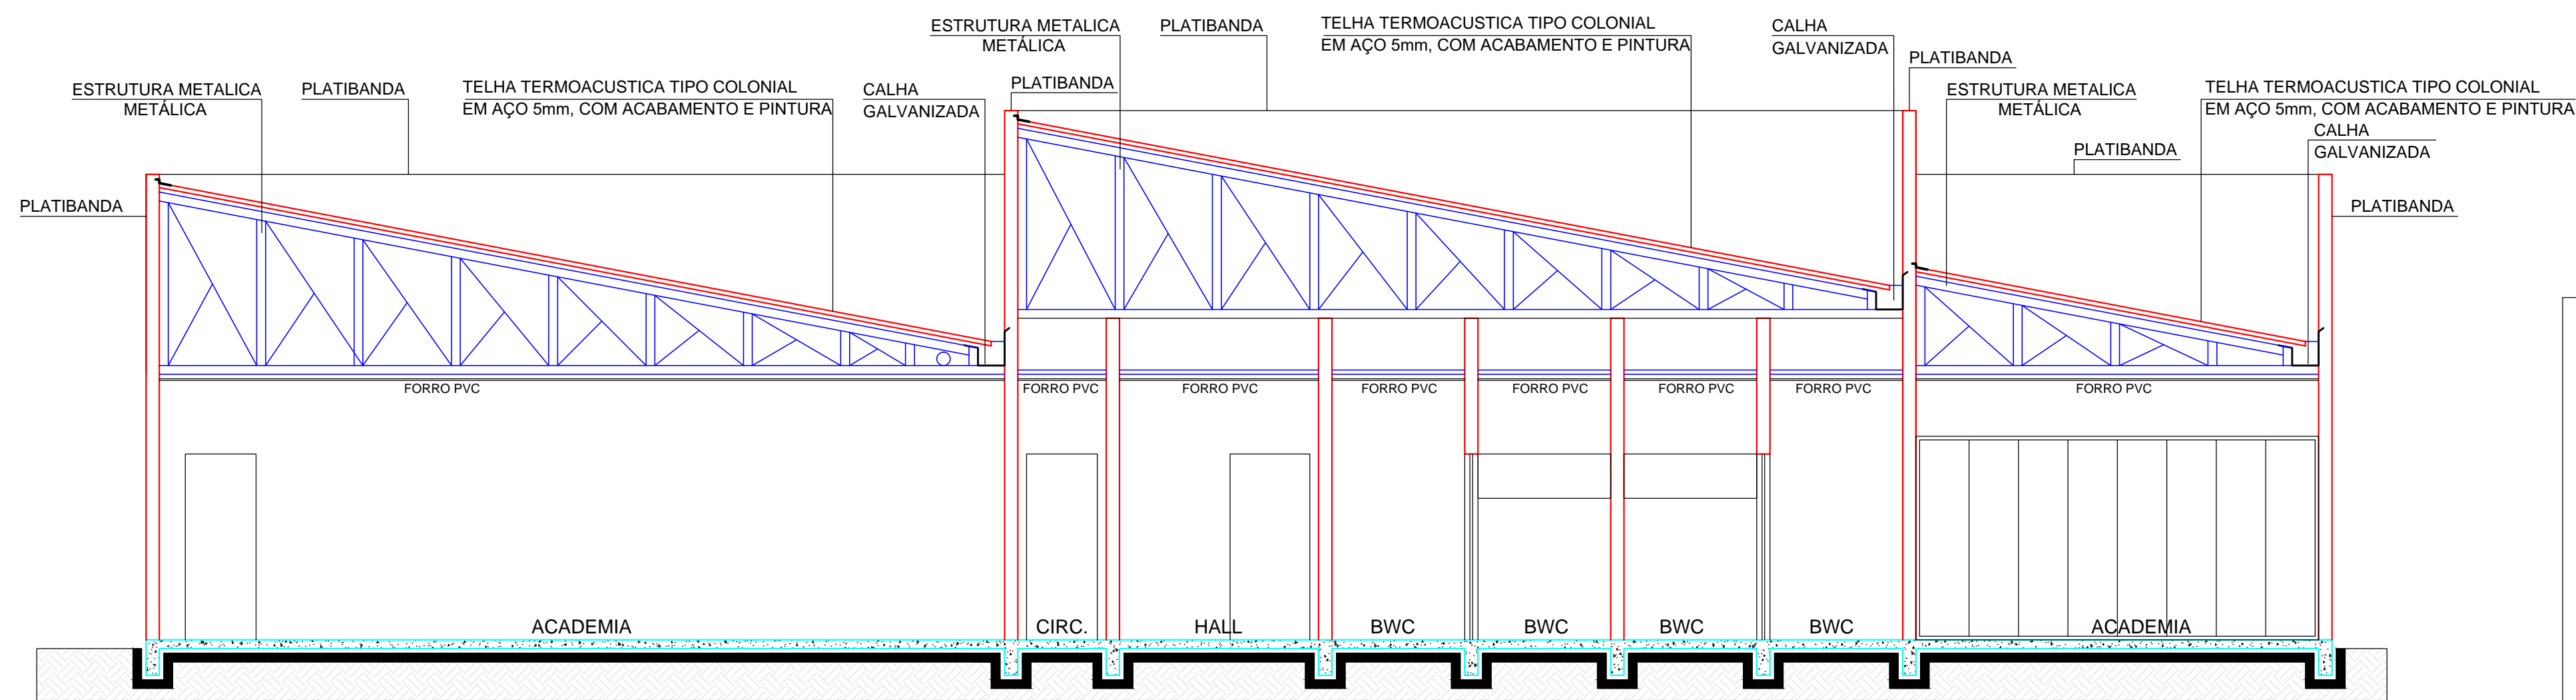 ESTRUTURA METALICA
METÁLICA
PLATIBANDA
TELHA TERMOACUSTICA TIPO COLONIAL
EM AÇO 5mm, COM ACABAMENTO E PINTURA
CALHA
GALVANIZADA
PLATIBANDA
ESTRUTURA METALICA
METÁLICA
PLATIBANDA
TELHA TERMOACUSTICA TIPO COLONIAL
EM AÇO 5mm, COM ACABAMENTO E PINTURA
CALHA
GALVANIZADA
PLATIBANDA
PLATIBANDA
ESTRUTURA METALICA
METÁLICA
TELHA TERMOACUSTICA TIPO COLONIAL
EM AÇO 5mm, COM ACABAMENTO E PINTURA
CALHA
GALVANIZADA
PLATIBANDA
PLATIBANDA
PLATIBANDA
FORRO PVC
FORRO PVC
FORRO PVC
FORRO PVC
FORRO PVC
FORRO PVC
FORRO PVC
FORRO PVC
ACADEMIA
CIRC.
HALL
BWC
BWC
BWC
BWC
ACADEMIA